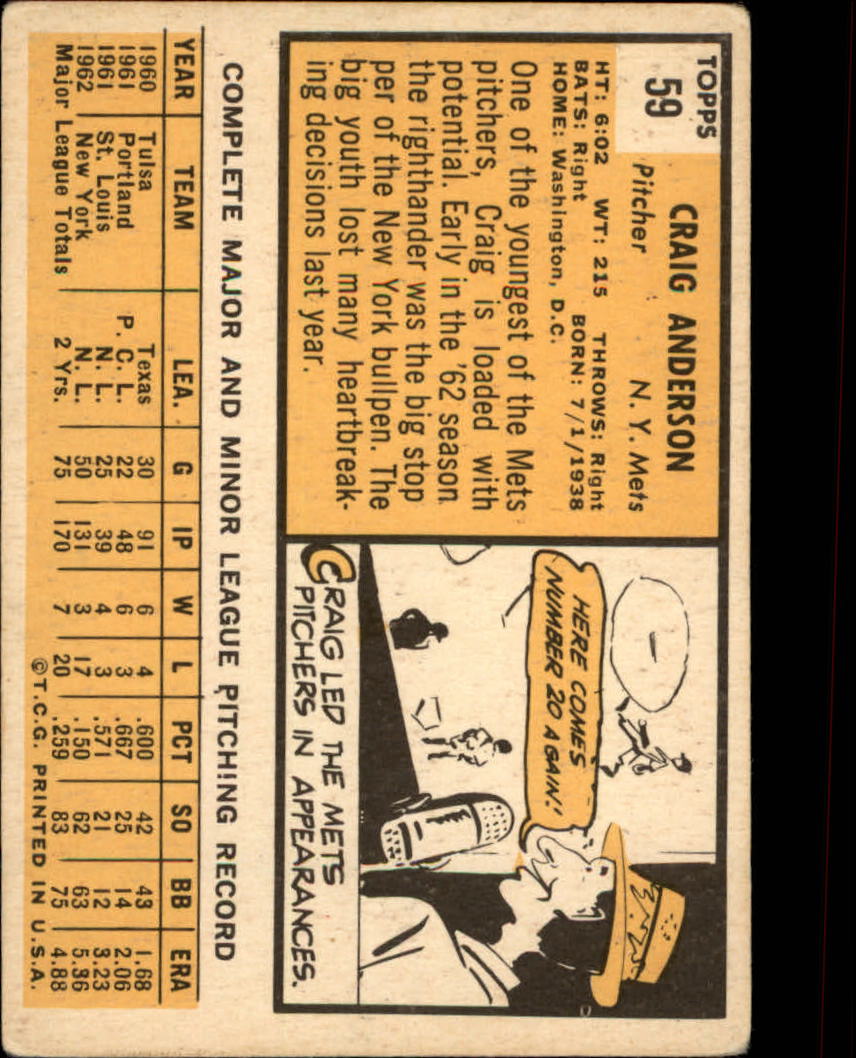 TOPPS
59
CRAIG ANDERSON
Pitcher N. Y. Mets
HT: 6:02 WT: 215 THROWS: Right
BATS: Right BORN: 7/1/1938
HOME: Washington, D.C.
One of the youngest of the Mets
pitchers, Craig is loaded with
potential. Early in the '62 season
the righthander was the big stop
per of the New York bullpen. The
big youth lost many heartbreak-
ing decisions last year.
HERE COMES
NUMBER 20 AGAIN!
CRAIG LED THE METS
PITCHERS IN APPEARANCES.
COMPLETE MAJOR AND MINOR LEAGUE PITCHING RECORD
YEAR TEAM LEA. G IP W L PCT SO BB ERA
1960 Tulsa Texas 30 91 6 4 .600 42 43 1.68
1961 Portland P. C. L. 22 48 6 3 .667 25 14 2.06
1961 St. Louis N. L. 25 39 4 3 .571 21 12 3.23
1962 New York N. L. 50 131 3 17 .150 62 63 5.36
Major League Totals 2 Yrs. 75 170 7 20 .259 83 75 4.88
©T.C.G. PRINTED IN U.S.A.